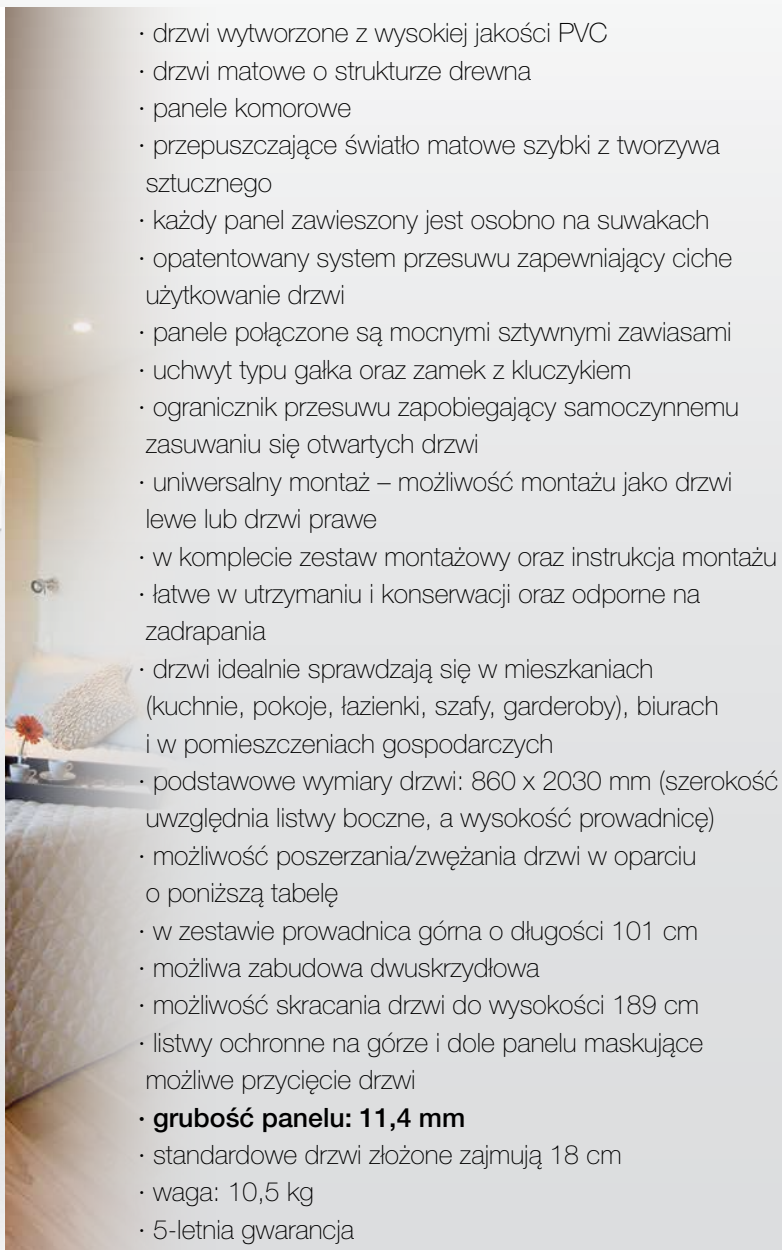 · drzwi wytworzone z wysokiej jakości PVC
· drzwi matowe o strukturze drewna
· panele komorowe
· przepuszczające światło matowe szybki z tworzywa
sztucznego
· każdy panel zawieszony jest osobno na suwakach
· opatentowany system przesuwu zapewniający ciche
użytkowanie drzwi
· panele połączone są mocnymi sztywnymi zawiasami
· uchwyt typu gałka oraz zamek z kluczykiem
· ogranicznik przesuwu zapobiegający samoczynnemu
zasuwaniu się otwartych drzwi
· uniwersalny montaż – możliwość montażu jako drzwi
lewe lub drzwi prawe
· w komplecie zestaw montażowy oraz instrukcja montażu
· łatwe w utrzymaniu i konserwacji oraz odporne na
zadrapania
· drzwi idealnie sprawdzają się w mieszkaniach
(kuchnie, pokoje, łazienki, szafy, garderoby), biurach
i w pomieszczeniach gospodarczych
· podstawowe wymiary drzwi: 860 x 2030 mm (szerokość
uwzględnia listwy boczne, a wysokość prowadnicę)
· możliwość poszerzania/zwężania drzwi w oparciu
o poniższą tabelę
· w zestawie prowadnica górna o długości 101 cm
· możliwa zabudowa dwuskrzydłowa
· możliwość skracania drzwi do wysokości 189 cm
· listwy ochronne na górze i dole panelu maskujące
możliwe przycięcie drzwi
· grubość panelu: 11,4 mm
· standardowe drzwi złożone zajmują 18 cm
· waga: 10,5 kg
· 5-letnia gwarancja